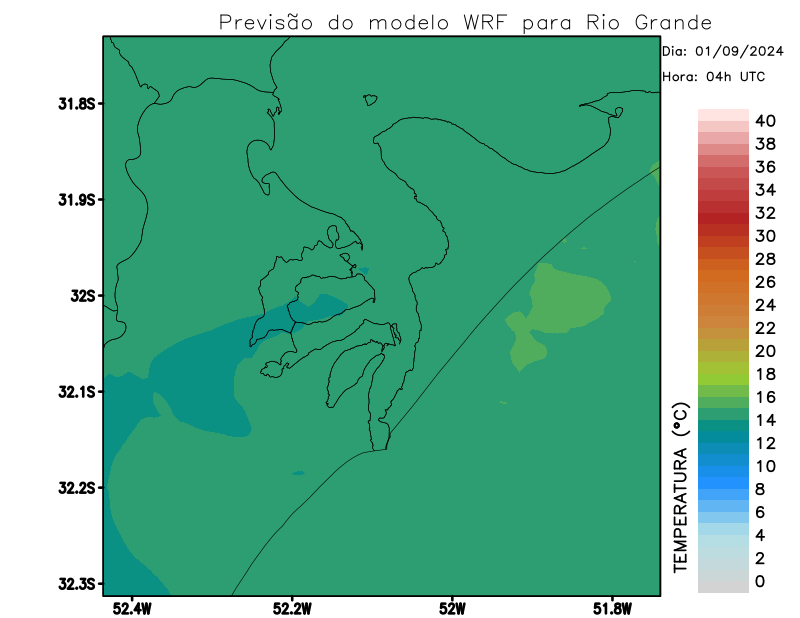 Previsão do modelo WRF para Rio Grande
Dia: 01/09/2024
Hora: 04h UTC
31.8S
31.9S
32S
32.1S
32.2S
32.3S
52.4W
52.2W
52W
51.8W
TEMPERATURA (°C)
40
38
36
34
32
30
28
26
24
22
20
18
16
14
12
10
8
6
4
2
0